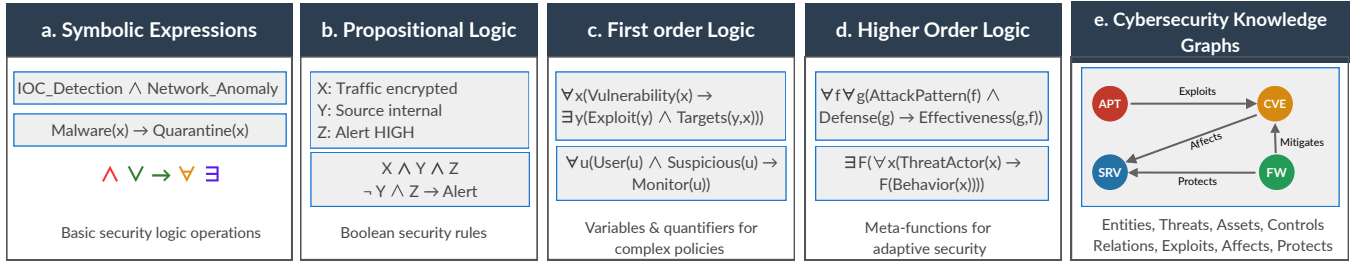 a. Symbolic Expressions
IOC_Detection ∧ Network_Anomaly
Malware(x) → Quarantine(x)
∧ ∨ → ∀ ∃
Basic security logic operations
b. Propositional Logic
X: Traffic encrypted
Y: Source internal
Z: Alert HIGH
X ∧ Y ∧ Z
¬ Y ∧ Z → Alert
Boolean security rules
c. First order Logic
∀x(Vulnerability(x) →
∃y(Exploit(y) ∧ Targets(y,x)))
∀u(User(u) ∧ Suspicious(u) →
Monitor(u))
Variables & quantifiers for
complex policies
d. Higher Order Logic
∀f∀g(AttackPattern(f) ∧
Defense(g) → Effectiveness(g,f))
∃F(∀x(ThreatActor(x) →
F(Behavior(x))))
Meta-functions for
adaptive security
e. Cybersecurity Knowledge
Graphs
APT
Exploits
CVE
Affects
Mitigates
SRV
Protects
FW
Entities, Threats, Assets, Controls
Relations, Exploits, Affects, Protects